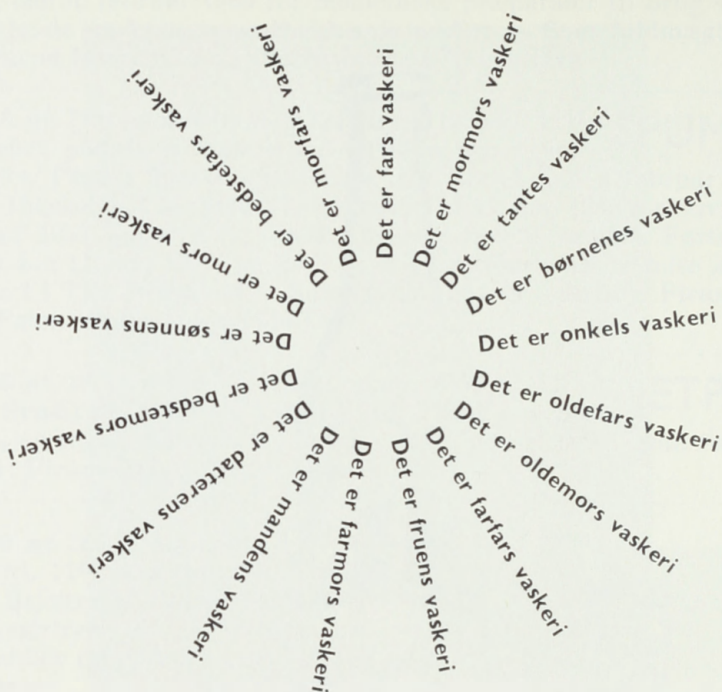 Det er fars vaskeri
Det er mormors vaskeri
Det er tantes vaskeri
Det er børnenes vaskeri
Det er onkels vaskeri
Det er oldefars vaskeri
Det er oldemors vaskeri
Det er farfars vaskeri
Det er fruens vaskeri
Det er farmors vaskeri
Det er mandens vaskeri
Det er datterens vaskeri
Det er bedstemors vaskeri
Det er sønnens vaskeri
Det er mors vaskeri
Det er bedstefars vaskeri
Det er morfars vaskeri